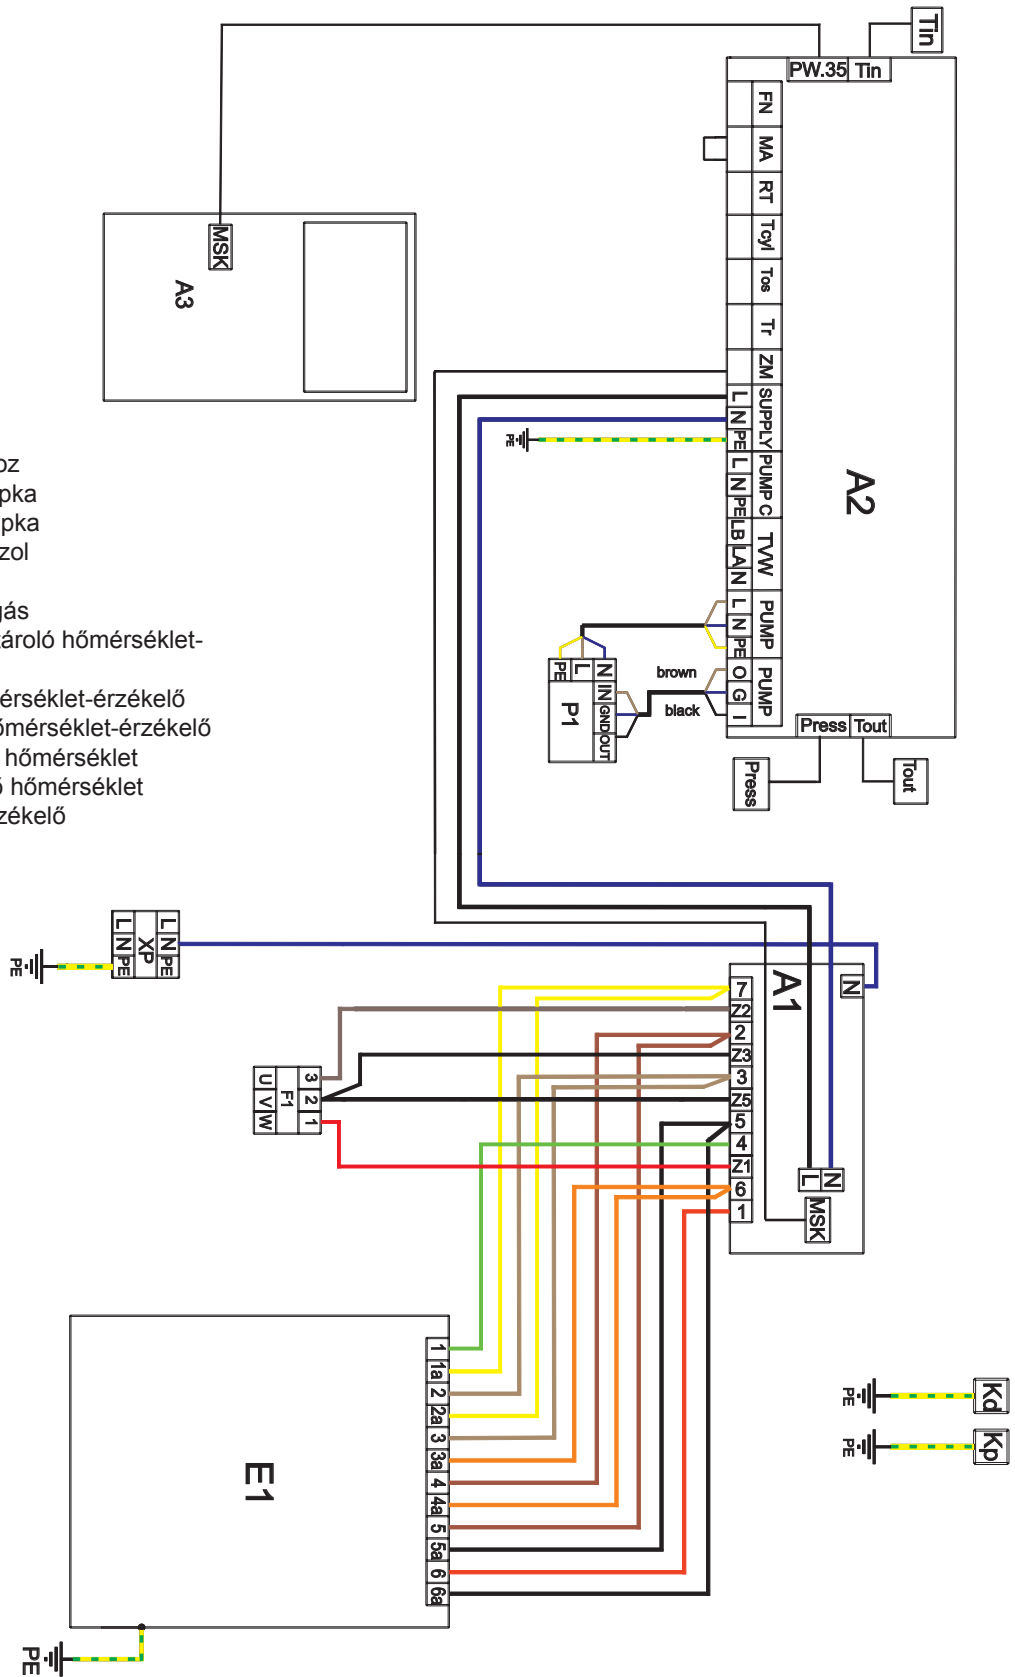 Tin
PW.35 Tin
FN
MA
RT
Tcyl
Tos
Tr
ZM
SUPPLY
L N PE
PUMP C
L N PE
TVW
LB LA N
PUMP
L N PE
PUMP
O G I
A2
Press Tout
Press
Tout
MSK
A3
PE
brown
black
PE L N
IN GND OUT
P1
oz
pka
pka
zol
gás
tároló hőmérséklet-
nérséklet-érzékelő
őmérséklet-érzékelő
hőmérséklet
ő hőmérséklet
zékelő
L N PE
XP
L N PE
PE
A1
N
7
Z2
2
Z3
3
Z5
5
4
Z1
6
1
N
L
MSK
3 2 1
F1
U V W
E1
1
1a
2
2a
3
3a
4
4a
5
5a
6
6a
PE
Kd
PE
Kp
PE